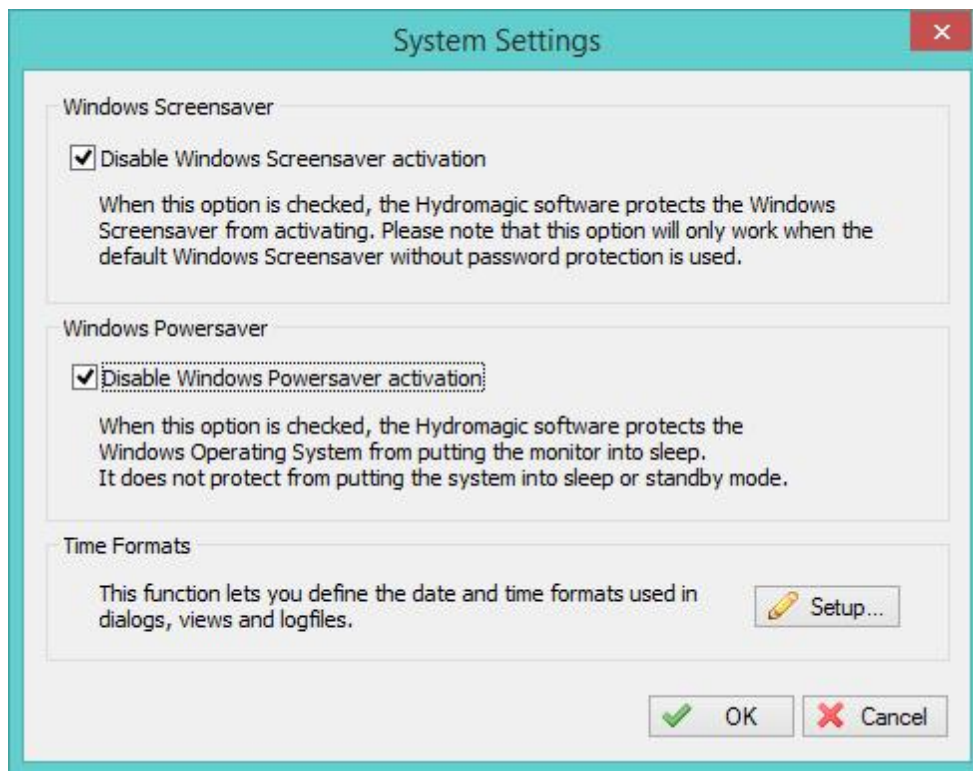 System Settings
Windows Screensaver
Disable Windows Screensaver activation
When this option is checked, the Hydromagic software protects the Windows
Screensaver from activating. Please note that this option will only work when the
default Windows Screensaver without password protection is used.
Windows Powersaver
Disable Windows Powersaver activation
When this option is checked, the Hydromagic software protects the
Windows Operating System from putting the monitor into sleep.
It does not protect from putting the system into sleep or standby mode.
Time Formats
This function lets you define the date and time formats used in
dialogs, views and logfiles.
Setup...
OK
Cancel